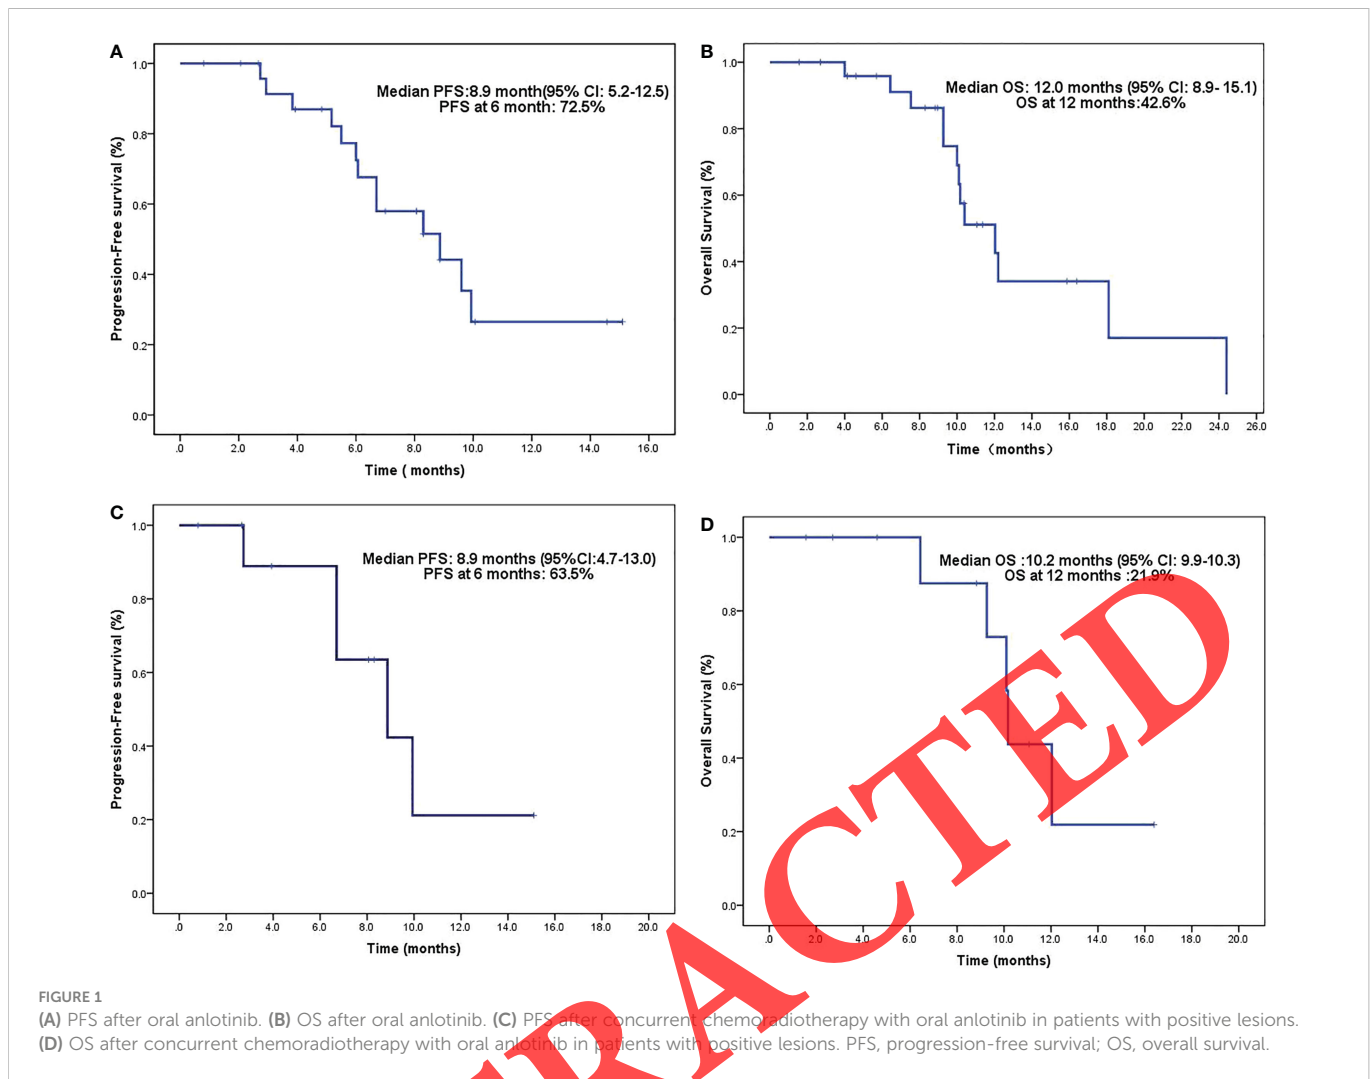 A
Median PFS:8.9 month(95% CI: 5.2-12.5)
PFS at 6 month: 72.5%
Progression-Free survival (%)
1.0
0.8
0.6
0.4
0.2
0.0
.0 2.0 4.0 6.0 8.0 10.0 12.0 14.0 16.0
Time ( months)
B
Median OS: 12.0 months (95% CI: 8.9- 15.1)
OS at 12 months:42.6%
Overall Survival (%)
1.0
0.8
0.6
0.4
0.2
0.0
.0 2.0 4.0 6.0 8.0 10.0 12.0 14.0 16.0 18.0 20.0 22.0 24.0 26.0
Time（months）
C
Median PFS: 8.9 months (95%CI:4.7-13.0)
PFS at 6 months: 63.5%
Progression-Free survival (%)
1.0
0.8
0.6
0.4
0.2
0.0
.0 2.0 4.0 6.0 8.0 10.0 12.0 14.0 16.0 18.0 20.0
Time (months)
D
Median OS :10.2 months (95% CI: 9.9-10.3)
OS at 12 months :21.9%
Overall Survival (%)
1.0
0.8
0.6
0.4
0.2
0.0
.0 2.0 4.0 6.0 8.0 10.0 12.0 14.0 16.0 18.0 20.0
Time (months)
FIGURE 1
(A) PFS after oral anlotinib. (B) OS after oral anlotinib. (C) PFS after concurrent chemoradiotherapy with oral anlotinib in patients with positive lesions.
(D) OS after concurrent chemoradiotherapy with oral anlotinib in patients with positive lesions. PFS, progression-free survival; OS, overall survival.
RACTED